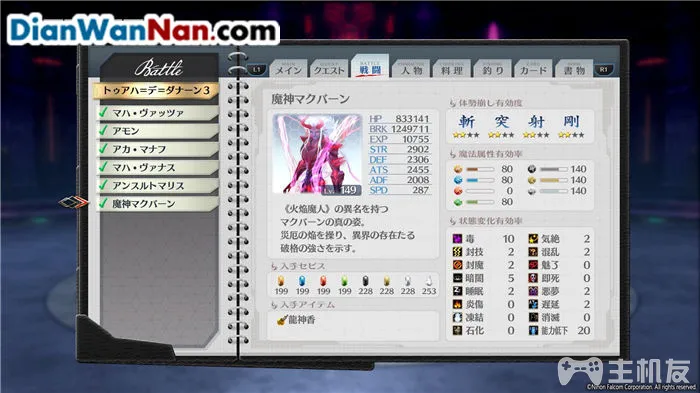 DianWanNan.com
Battle
L1
メイン
クエスト
BATTLE
戦闘
人物
料理
釣り
カード
書物
R1
トゥアハ=デ=ダナーン3
マハ・ヴァッツァ
アモン
アカ・マナフ
マハ・ヴァナス
アンスルトマリス
魔神マクバーン
魔神マクバーン
Lv. 149
HP 833141
BRK 1249711
EXP 10755
STR 2902
DEF 2306
ATS 2455
ADF 2008
SPD 287
《火焔魔人》の異名を持つ
マクバーンの真の姿。
災厄の焔を操り、異界の存在たる
破格の強さを示す。
入手セピス
199 199 199 199 228 228 228 253
入手アイテム
龍神香
体勢崩し有効度
斬 突 射 剛
魔法属性有効率
80 140
80 140
0 140
80
状態変化有効率
毒 10 気絶 2
封技 2 混乱 2
封魔 2 魅了 0
暗闇 5 即死 0
睡眠 2 悪夢 2
炎傷 0 遅延 2
凍結 0 消滅 0
石化 0 能力低下 20
主机友
©Nihon Falcom Corporation. All rights reserved.